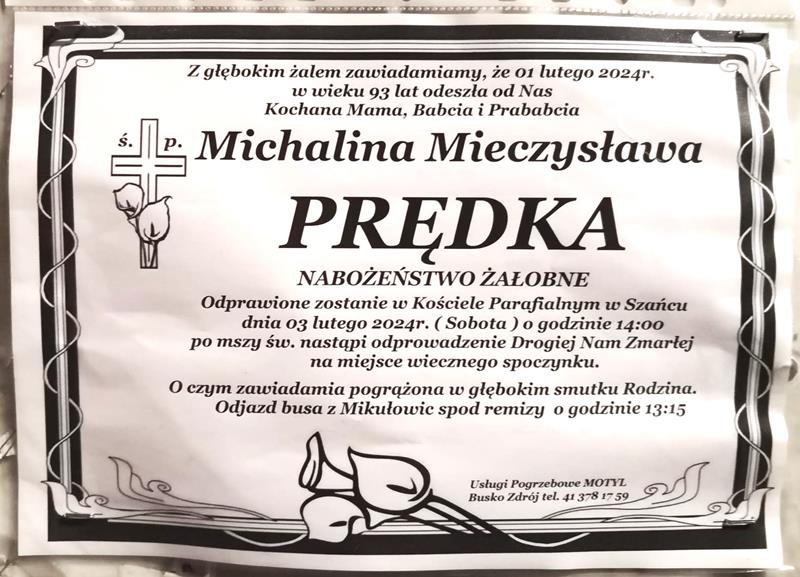 Z głębokim żalem zawiadamiamy, że 01 lutego 2024r.
w wieku 93 lat odeszła od Nas
Kochana Mama, Babcia i Prababcia
ś. p. Michalina Mieczysława
PRĘDKA
NABOŻEŃSTWO ŻAŁOBNE
Odprawione zostanie w Kościele Parafialnym w Szańcu
dnia 03 lutego 2024r. ( Sobota ) o godzinie 14:00
po mszy św. nastąpi odprowadzenie Drogiej Nam Zmarłej
na miejsce wiecznego spoczynku.
O czym zawiadamia pogrążona w głębokim smutku Rodzina.
Odjazd busa z Mikułowic spod remizy o godzinie 13:15
Usługi Pogrzebowe MOTYL
Busko Zdrój tel. 41 378 17 59